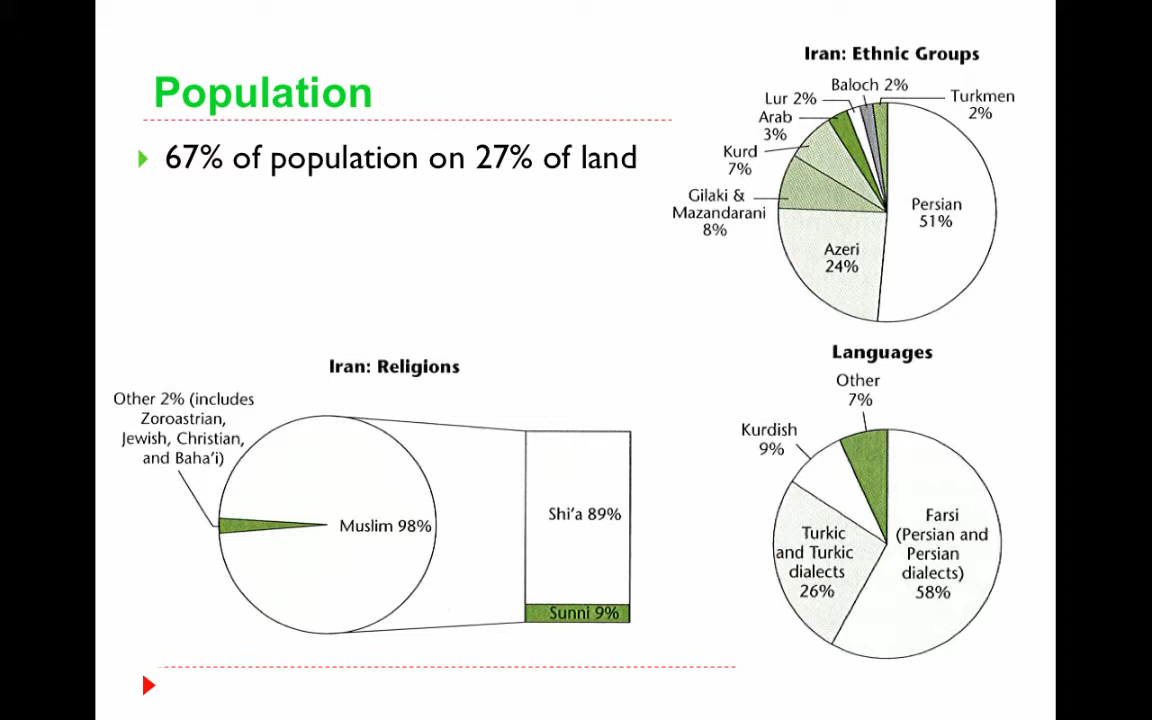 Population
67% of population on 27% of land
Iran: Ethnic Groups
Baloch 2%
Lur 2%
Turkmen
2%
Arab
3%
Kurd
7%
Gilaki &
Mazandarani
8%
Persian
51%
Azeri
24%
Iran: Religions
Other 2% (includes
Zoroastrian,
Jewish, Christian,
and Baha'i)
Muslim 98%
Shi'a 89%
Sunni 9%
Languages
Other
7%
Kurdish
9%
Farsi
(Persian and
Persian
dialects)
58%
Turkic
and Turkic
dialects
26%